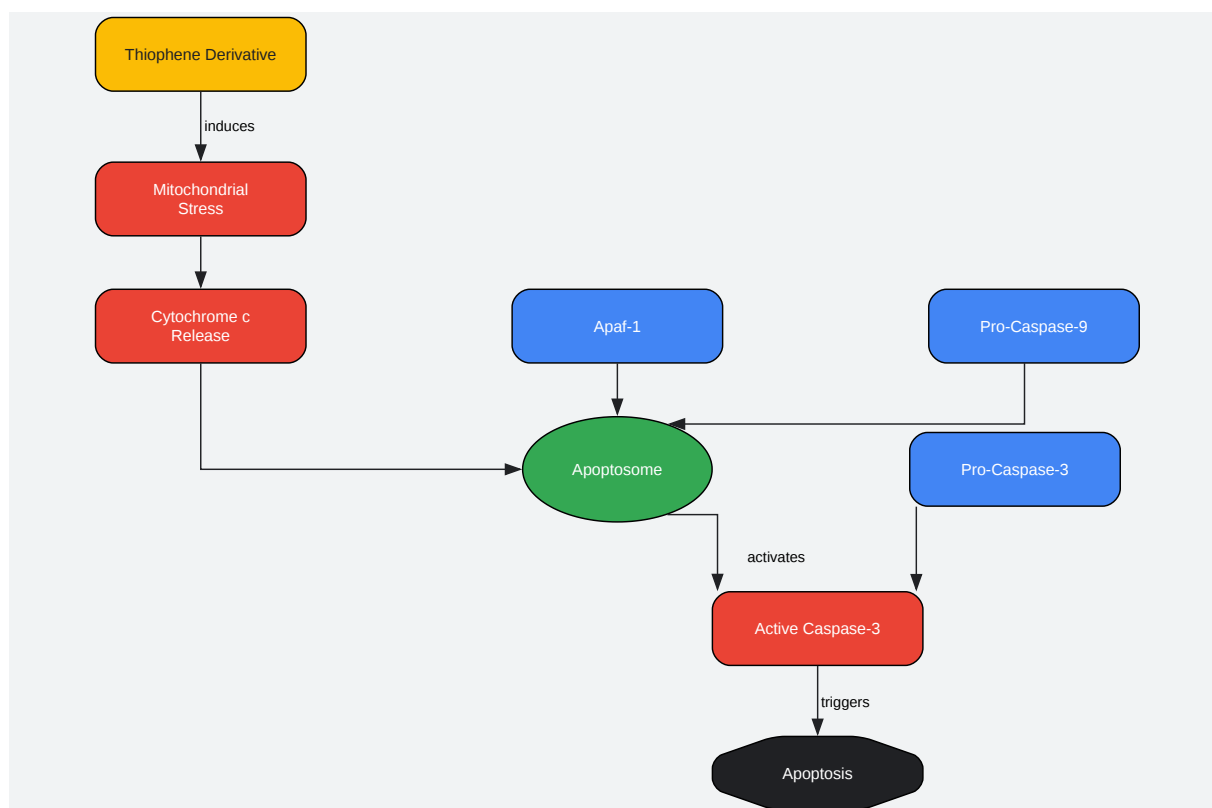 Thiophene Derivative
induces
Mitochondrial
Stress
Cytochrome c
Release
Apaf-1
Pro-Caspase-9
Apoptosome
Pro-Caspase-3
activates
Active Caspase-3
triggers
Apoptosis